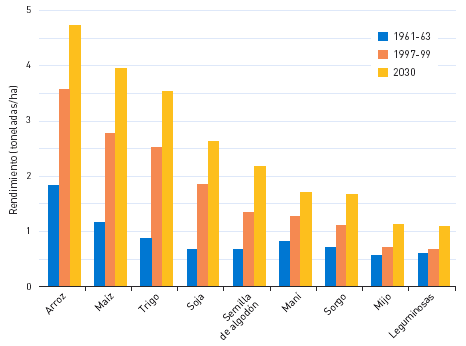 5
4
3
2
1
0
Rendimiento (toneladas/ha)
1961-63
1997-99
2030
Arroz
Maíz
Trigo
Soja
Semilla
de algodón
Maní
Sorgo
Mijo
Leguminosas